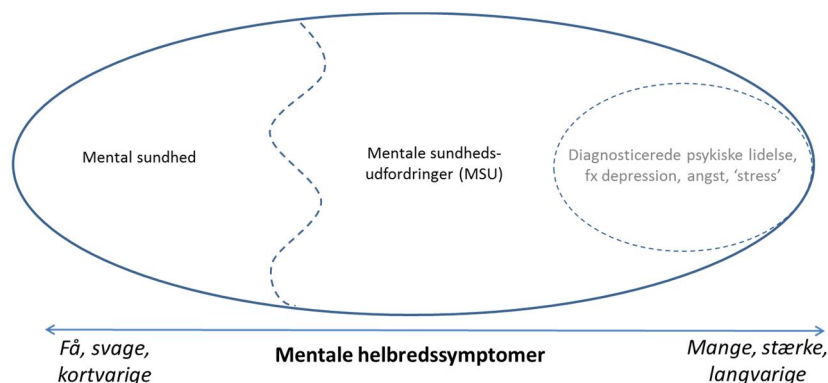 Mental sundhed
Mentale sundheds-
udfordringer (MSU)
Diagnosticerede psykiske lidelse,
fx depression, angst, ‘stress’
Få, svage,
kortvarige
Mentale helbredssymptomer
Mange, stærke,
langvarige